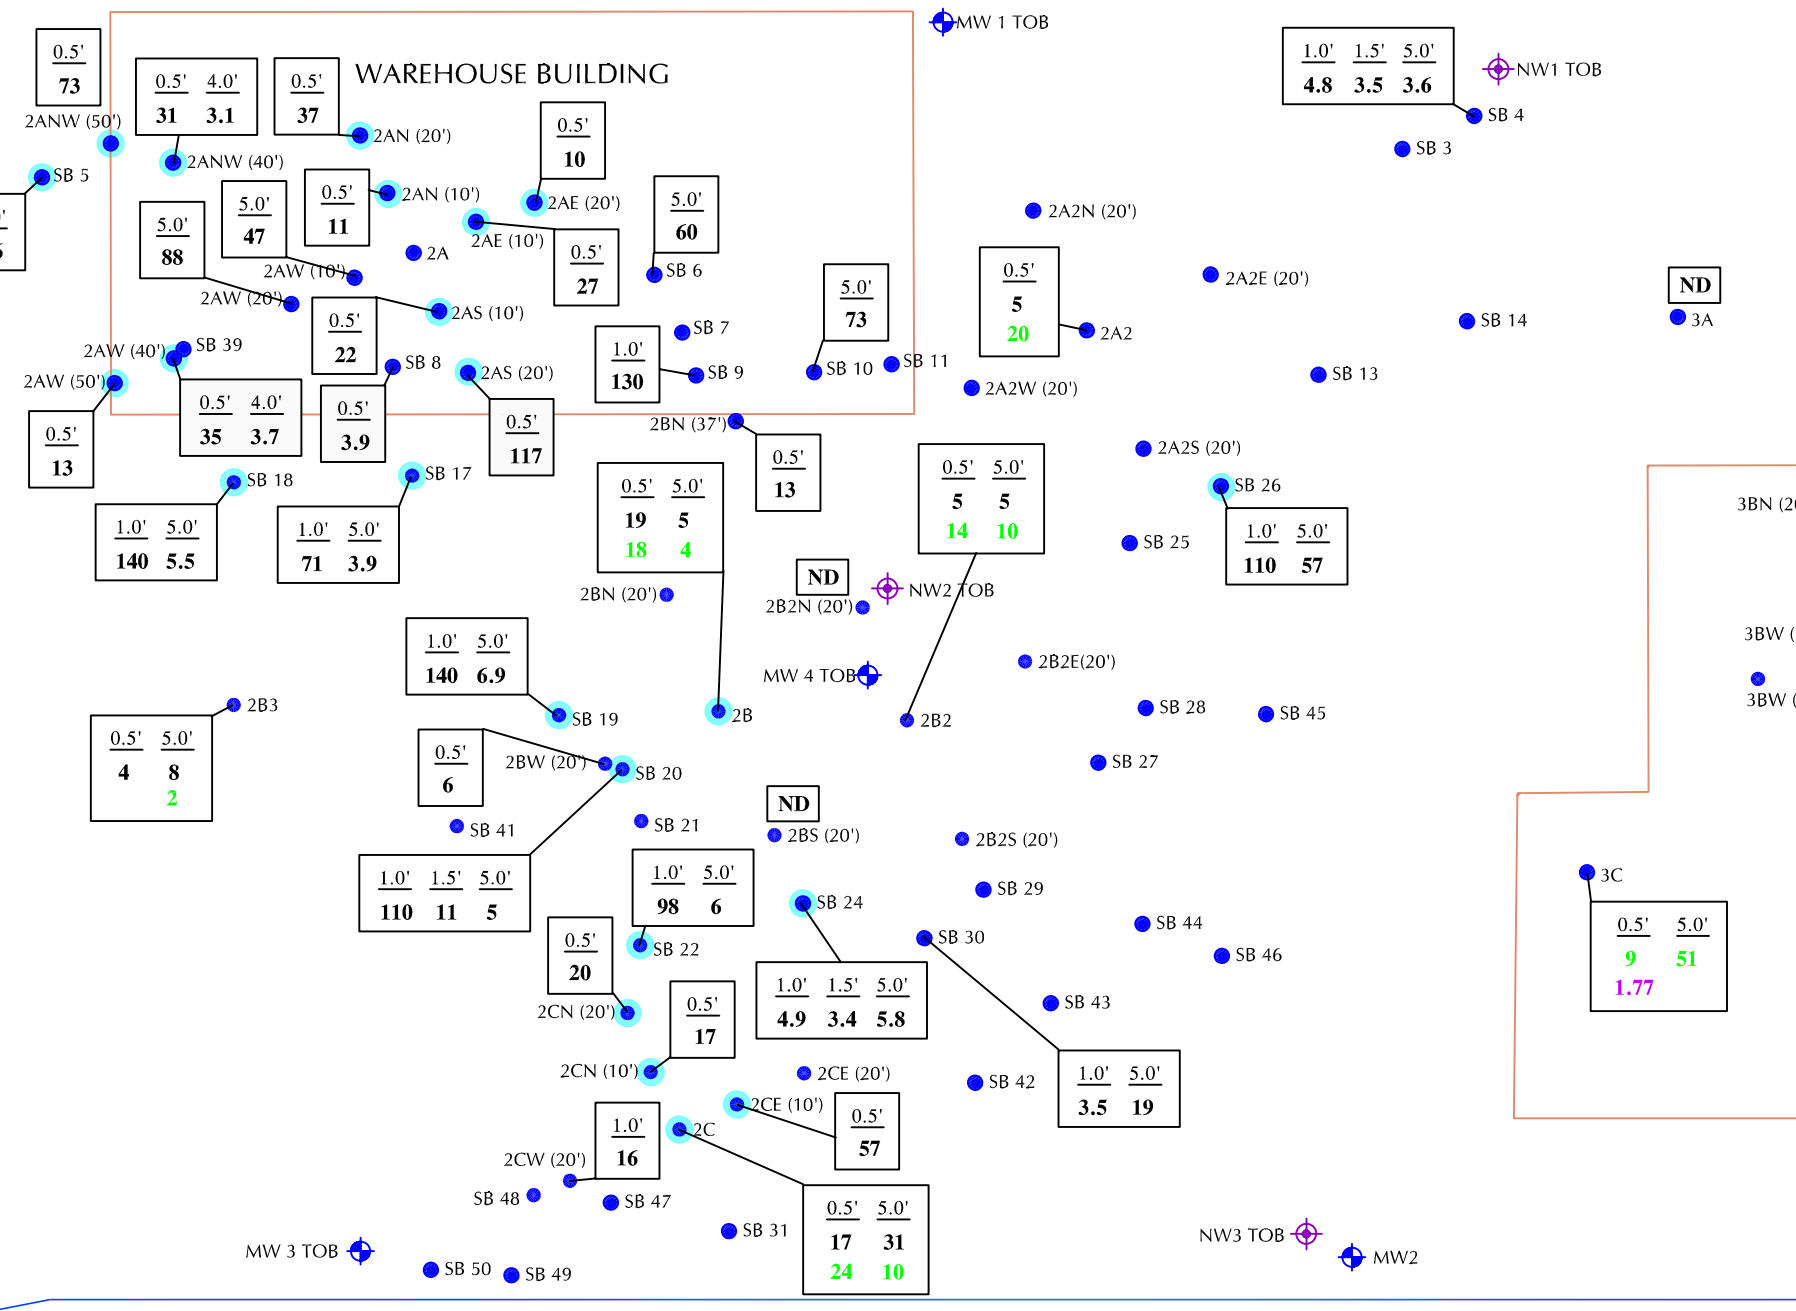 MW 1 TOB
WAREHOUSE BUILDING
0.5'
73
2ANW (50')
0.5' 4.0'
31 3.1
2ANW (40')
0.5'
37
2AN (20')
0.5'
10
2AE (20')
1.0' 1.5' 5.0'
4.8 3.5 3.6
NW1 TOB
SB 4
SB 3
SB 5
0.5'
11
2AN (10')
5.0'
47
2AW (10')
5.0'
88
2AW (20')
2A
2AE (10')
0.5'
27
5.0'
60
SB 6
2A2N (20')
2A2E (20')
0.5'
5
20
2A2
SB 14
ND
3A
0.5'
22
2AS (10')
SB 7
5.0'
73
SB 10
SB 11
1.0'
130
SB 9
2AW (40')
SB 39
SB 8
2AS (20')
2AW (50')
2A2W (20')
SB 13
0.5'
13
0.5' 4.0'
35 3.7
0.5'
3.9
0.5'
117
2BN (37')
0.5'
13
2A2S (20')
SB 18
1.0' 5.0'
140 5.5
SB 17
1.0' 5.0'
71 3.9
0.5' 5.0'
19 5
18 4
0.5' 5.0'
5 5
14 10
SB 26
1.0' 5.0'
110 57
SB 25
3BN (20
2BN (20')
ND
NW2 TOB
2B2N (20')
1.0' 5.0'
140 6.9
SB 19
MW 4 TOB
2B2E(20')
3BW (
3BW (
2B3
0.5' 5.0'
4 8
2
2B
2B2
SB 28
SB 45
0.5'
6
2BW (20')
SB 20
SB 27
ND
2BS (20')
SB 41
SB 21
2B2S (20')
1.0' 1.5' 5.0'
110 11 5
1.0' 5.0'
98 6
SB 22
SB 24
SB 29
3C
0.5' 5.0'
9 51
1.77
SB 30
SB 44
SB 46
0.5'
20
2CN (20')
1.0' 1.5' 5.0'
4.9 3.4 5.8
SB 43
0.5'
17
2CN (10')
2CE (20')
SB 42
1.0' 5.0'
3.5 19
2CE (10')
0.5'
57
1.0'
16
2C
2CW (20')
SB 48
SB 47
0.5' 5.0'
17 31
24 10
SB 31
MW 3 TOB
SB 50
SB 49
NW3 TOB
MW2